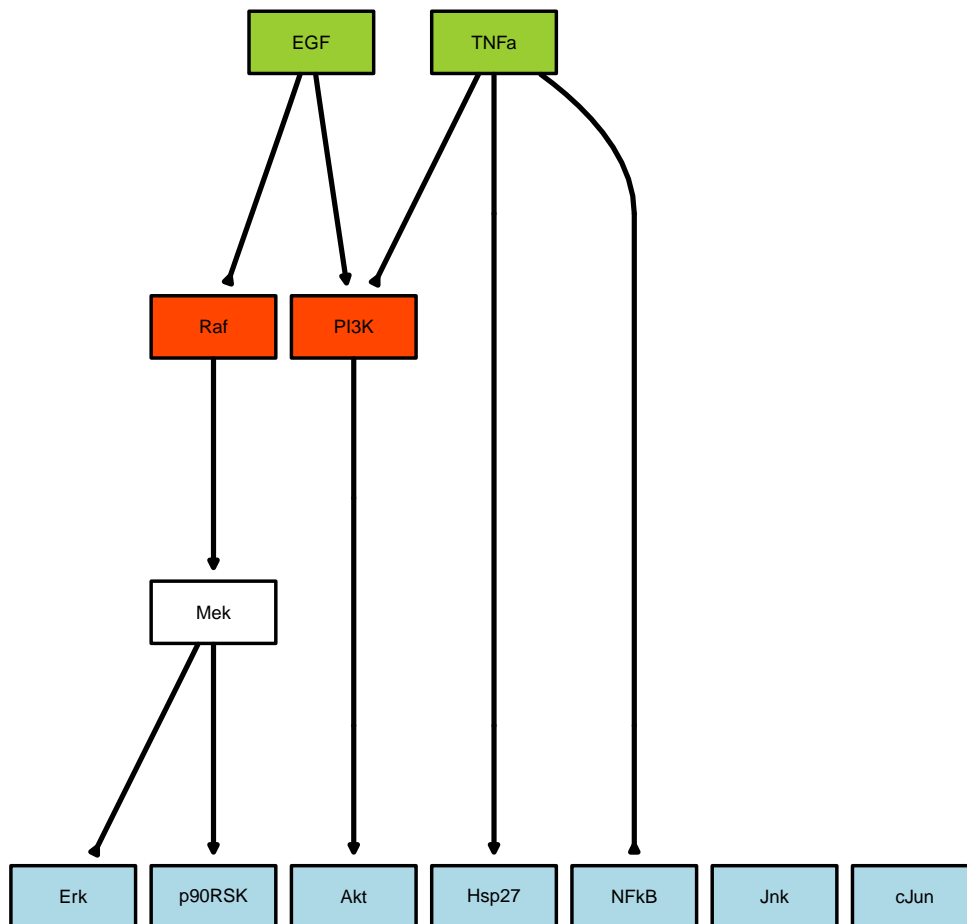 EGF
TNFa
Raf
PI3K
Mek
Erk
p90RSK
Akt
Hsp27
NFkB
Jnk
cJun